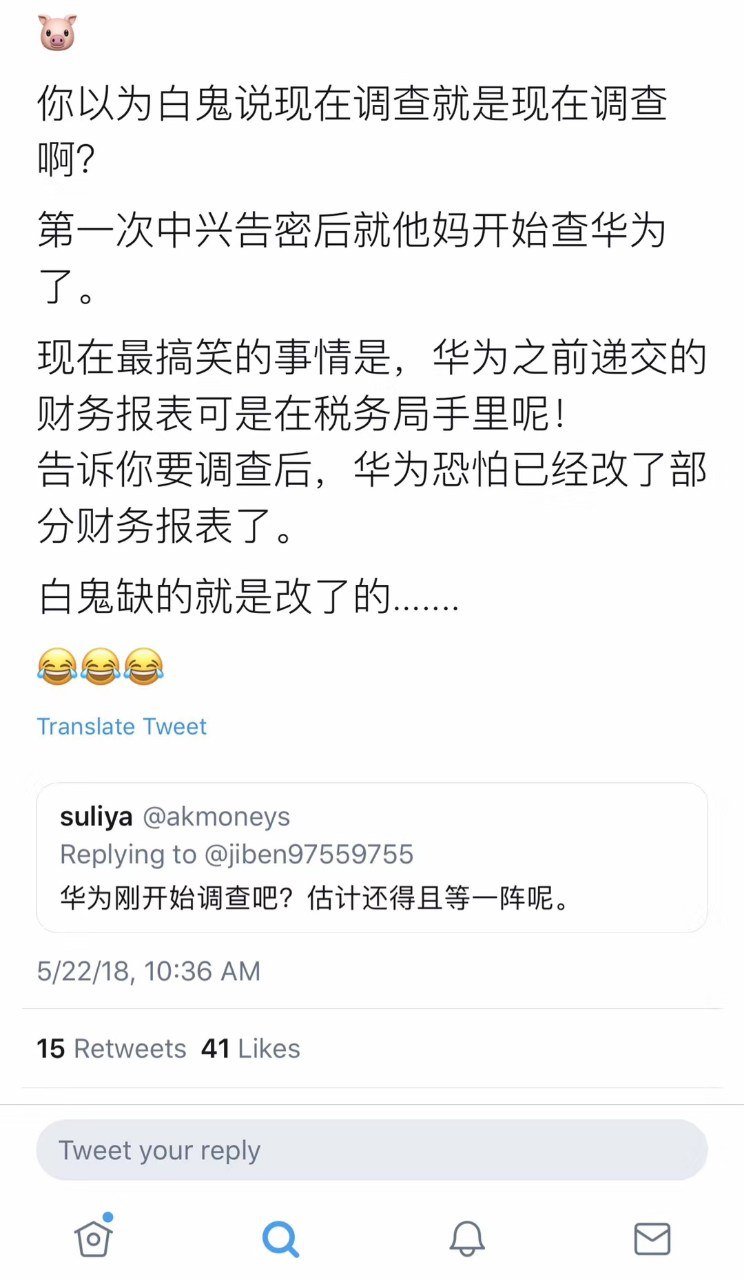 🐷
你以为白鬼说现在调查就是现在调查
啊?
第一次中兴告密后就他妈开始查华为
了。
现在最搞笑的事情是，华为之前递交的
财务报表可是在税务局手里呢！
告诉你要调查后，华为恐怕已经改了部
分财务报表了。
白鬼缺的就是改了的.......
😂😂😂
Translate Tweet
suliya @akmoneys
Replying to @jiben97559755
华为刚开始调查吧？估计还得且等一阵呢。
5/22/18, 10:36 AM
15 Retweets 41 Likes
Tweet your reply